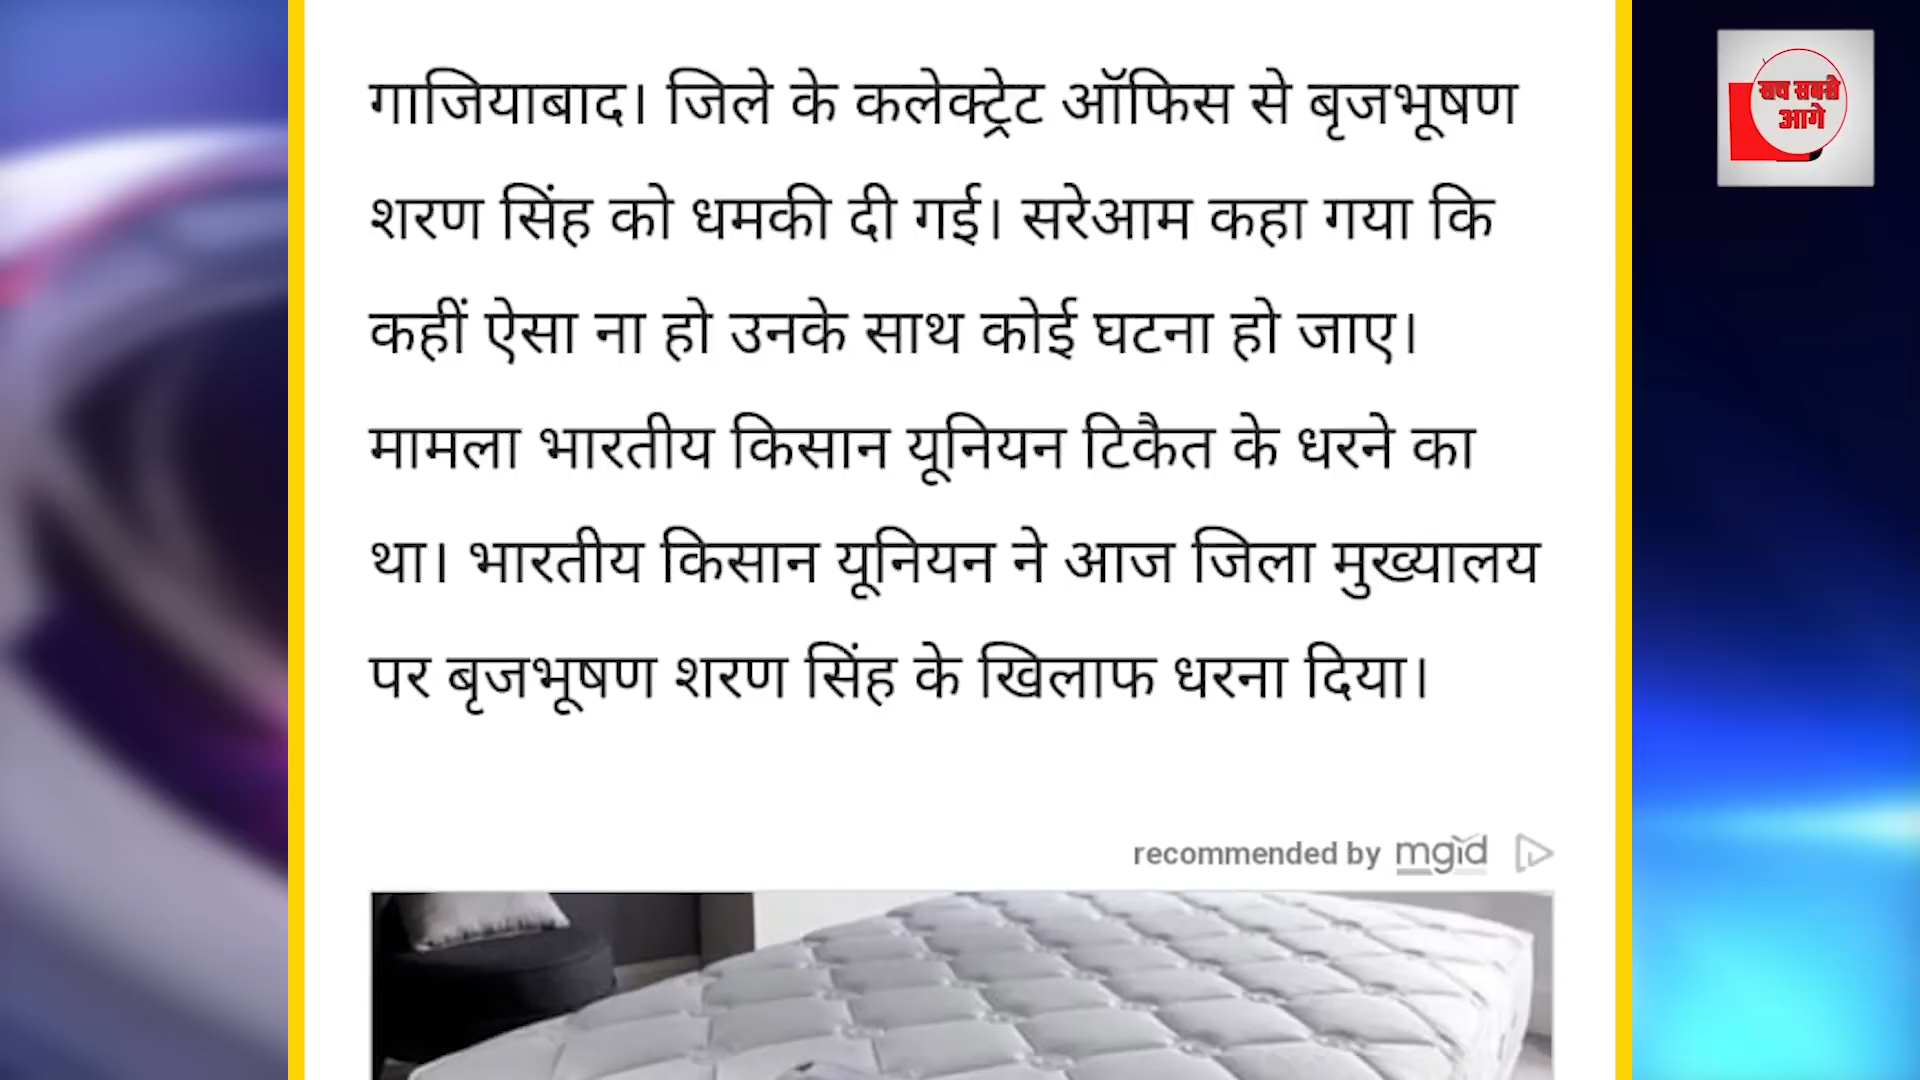 सच सबसे
आगे
गाजियाबाद। जिले के कलेक्ट्रेट ऑफिस से बृजभूषण
शरण सिंह को धमकी दी गई। सरेआम कहा गया कि
कहीं ऐसा ना हो उनके साथ कोई घटना हो जाए।
मामला भारतीय किसान यूनियन टिकैत के धरने का
था। भारतीय किसान यूनियन ने आज जिला मुख्यालय
पर बृजभूषण शरण सिंह के खिलाफ धरना दिया।
recommended by mgid